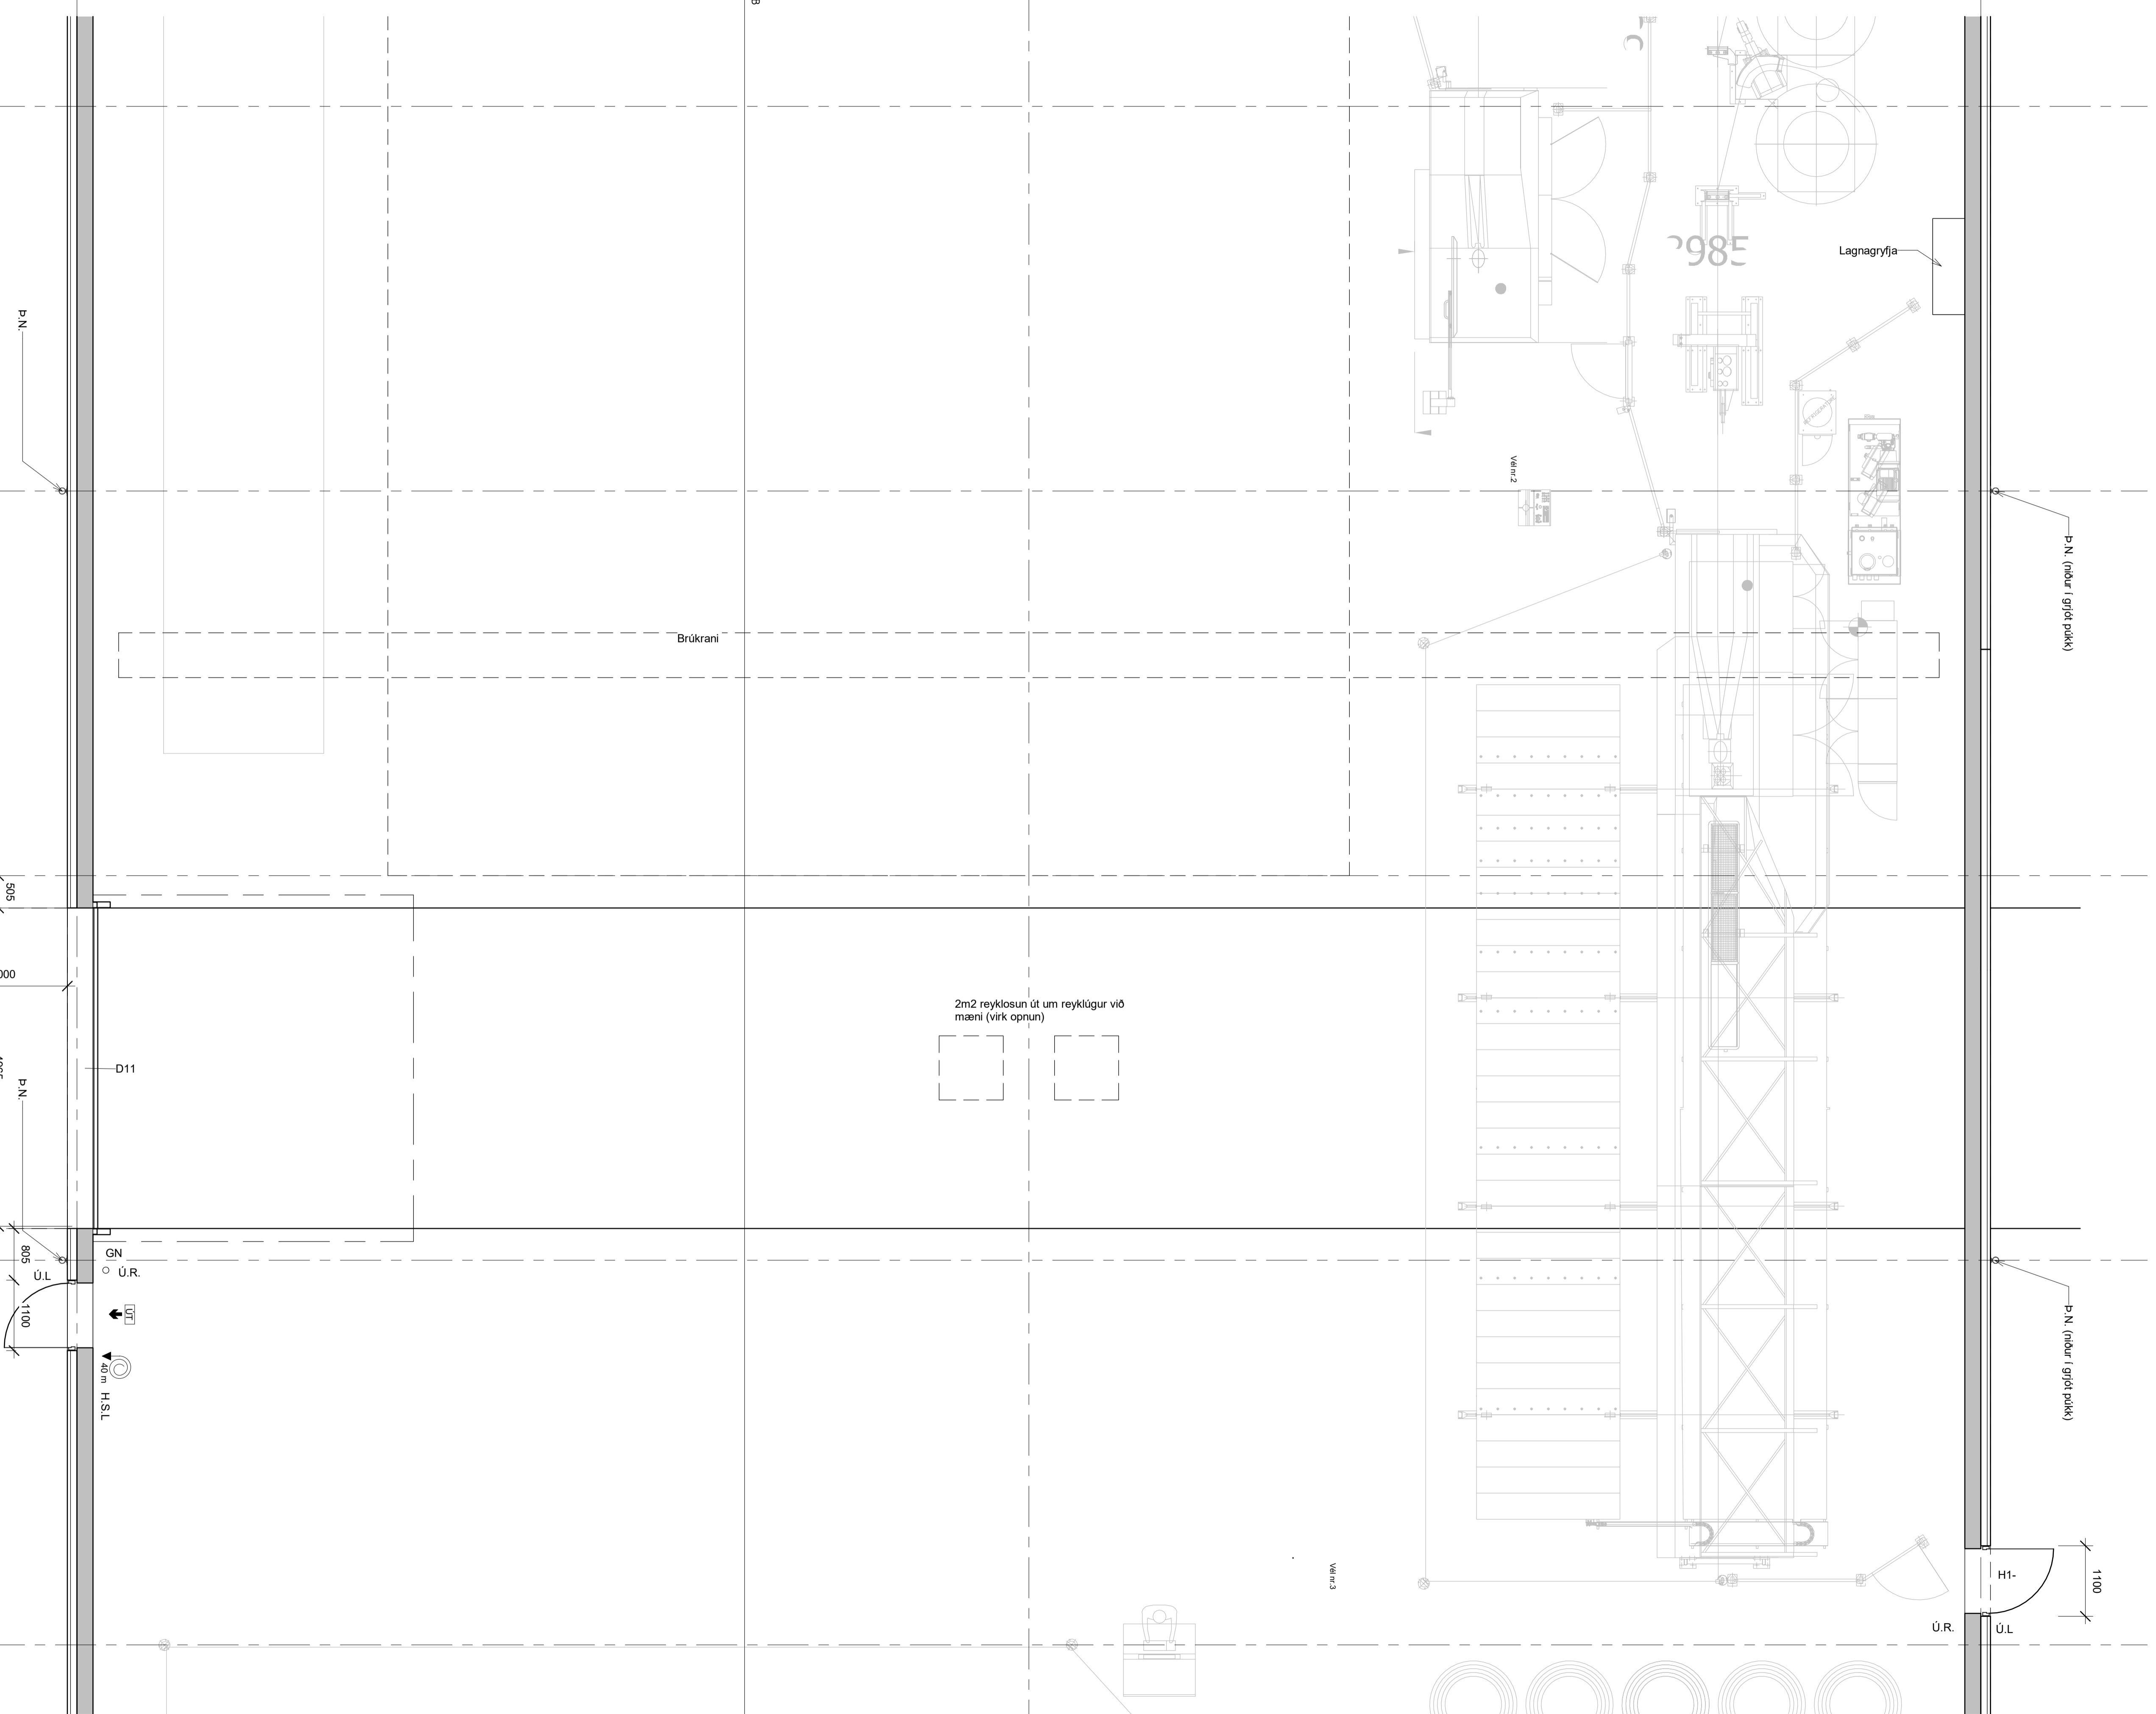 B
Lagnagryfja
Þ.N.
Vél nr.2
Þ.N. (niður í grjót púkk)
Brúkrani
505
000
2m2 reyklosun út um reyklúgur við
mæni (virk opnun)
D11
Þ.N.
805
GN
Ú.R.
Ú.L
1100
ÚT
40 m
H.S.L
Þ.N. (niður í grjót púkk)
Vél nr.3
H1-
1100
Ú.R.
Ú.L